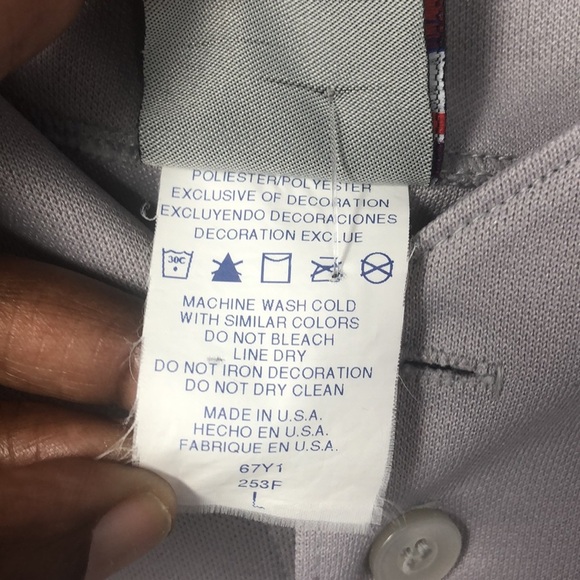 POLIESTER/POLYESTER
EXCLUSIVE OF DECORATION
EXCLUYENDO DECORACIONES
DECORATION EXCLUE
30C
MACHINE WASH COLD
WITH SIMILAR COLORS
DO NOT BLEACH
LINE DRY
DO NOT IRON DECORATION
DO NOT DRY CLEAN
MADE IN U.S.A.
HECHO EN U.S.A.
FABRIQUE EN U.S.A.
67Y1
253F
L